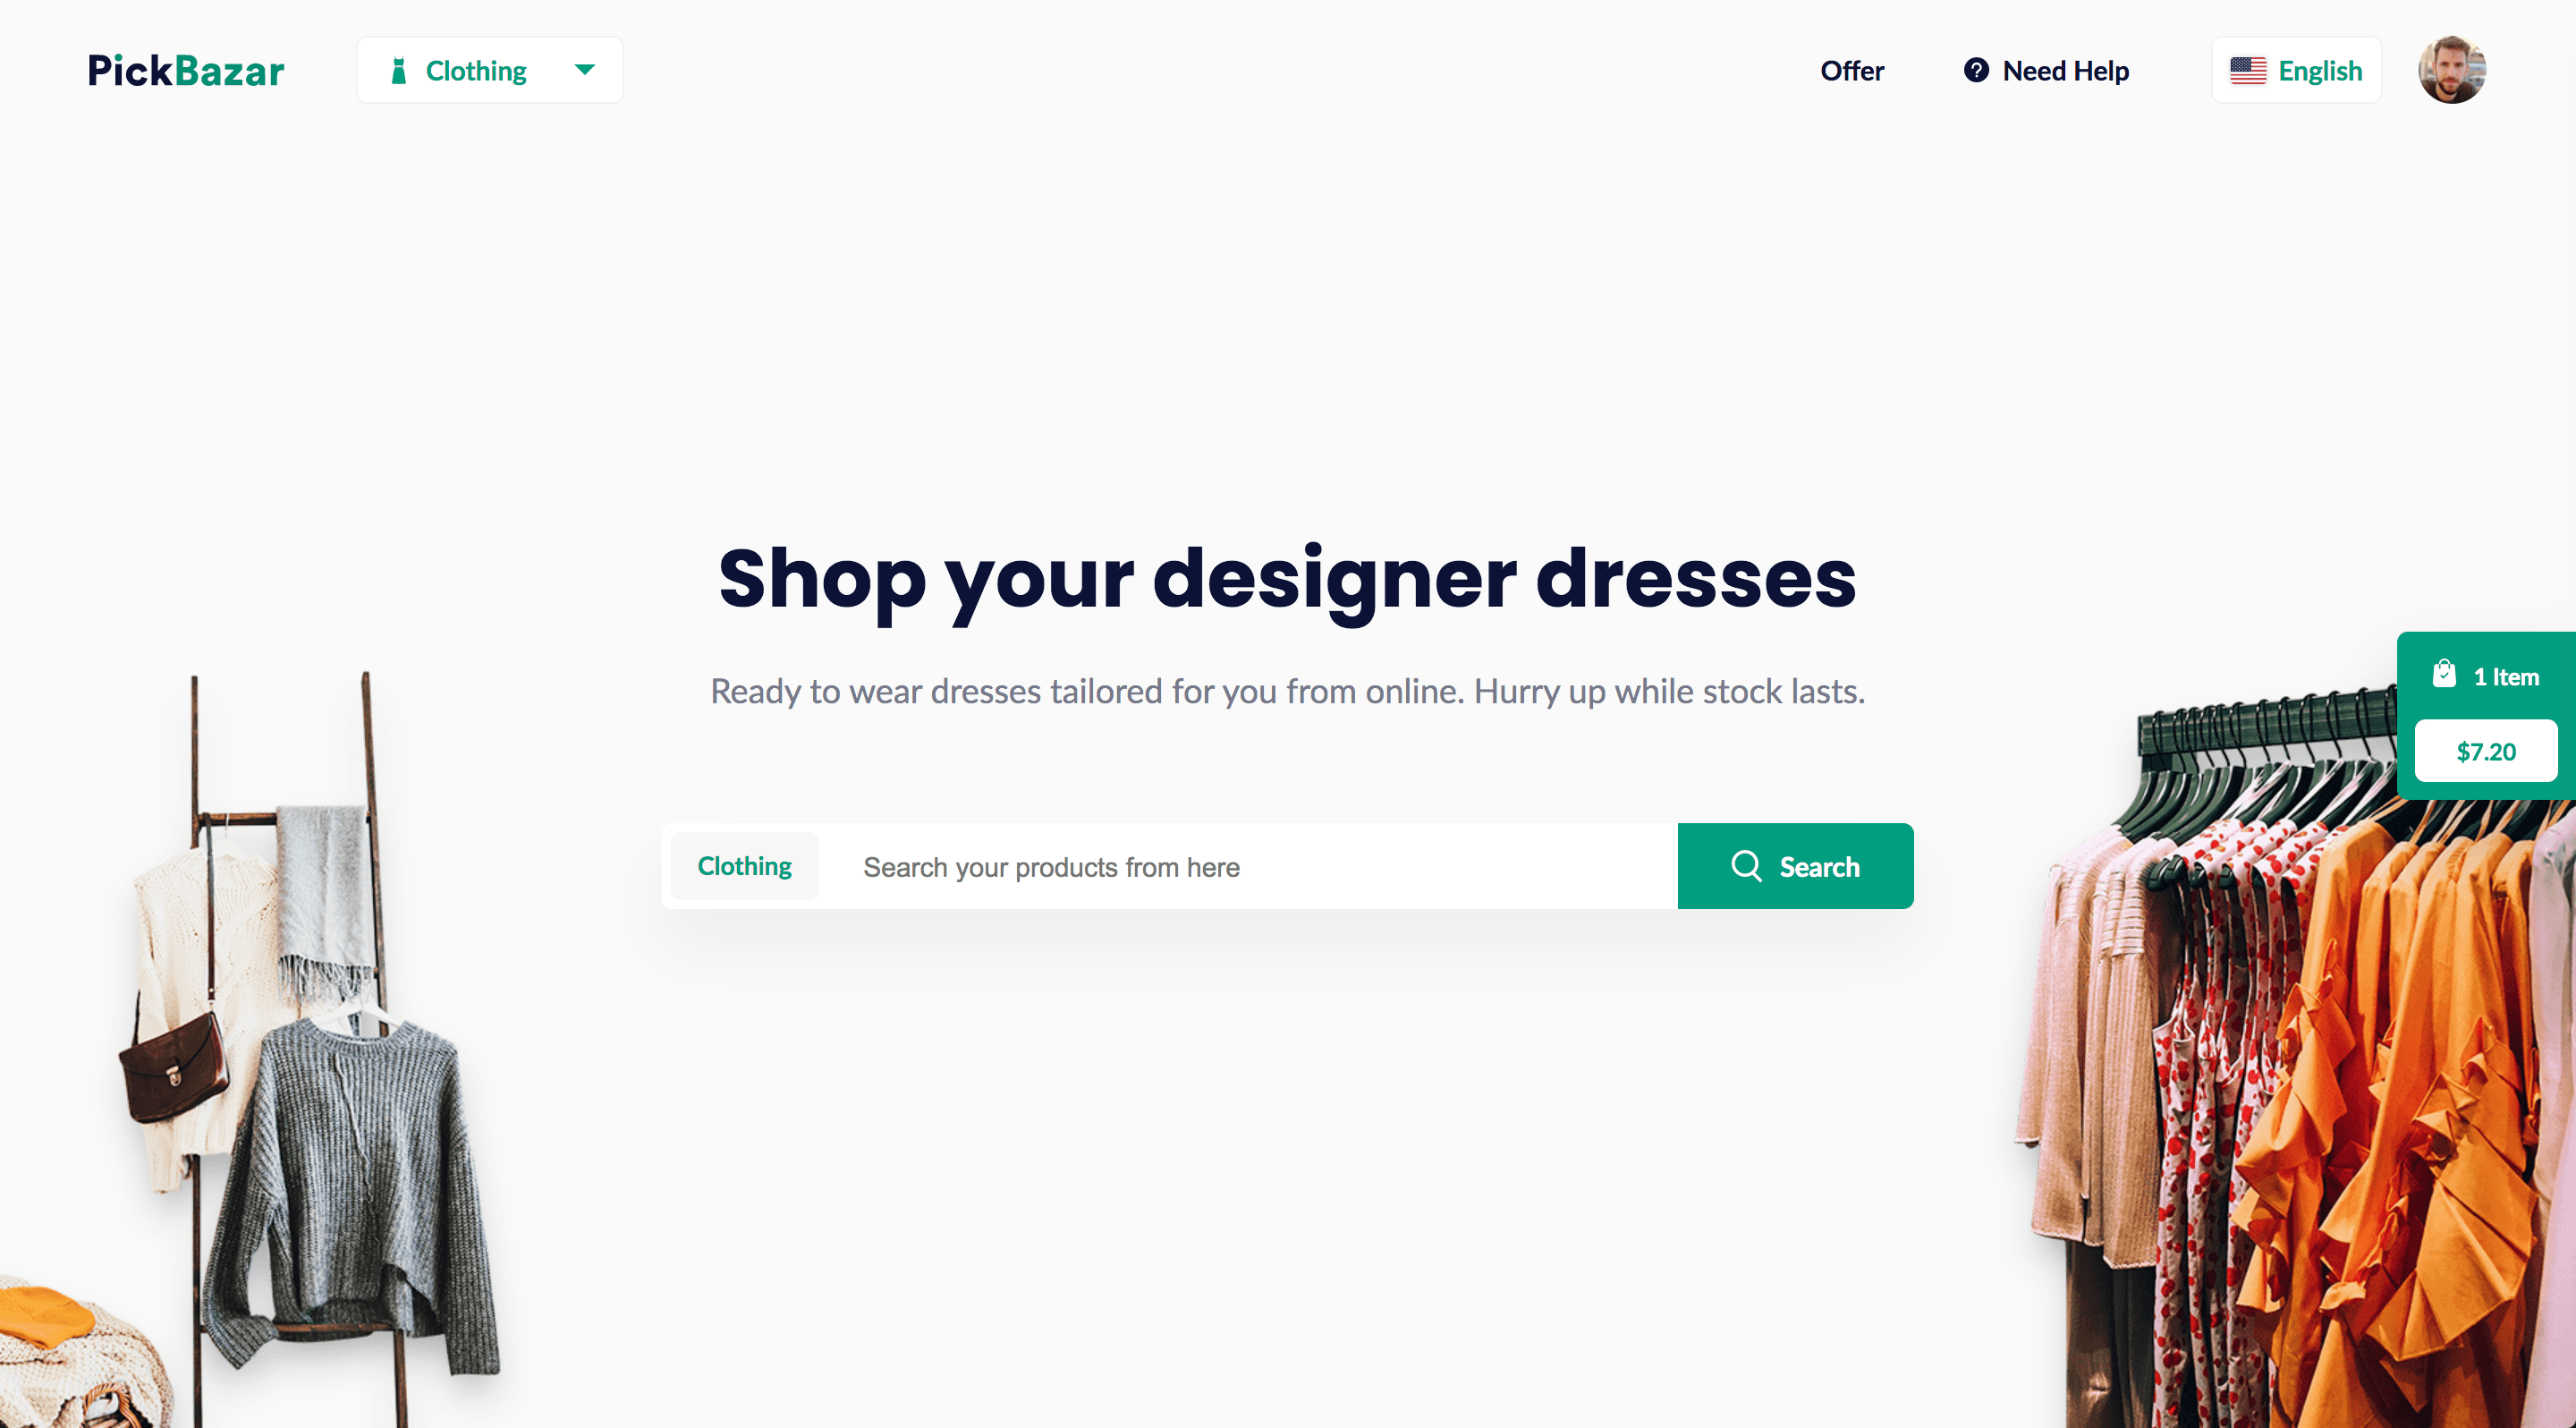 PickBazar
Clothing
Offer
Need Help
English
Shop your designer dresses
Ready to wear dresses tailored for you from online. Hurry up while stock lasts.
1 Item
$7.20
Clothing
Search your products from here
Search